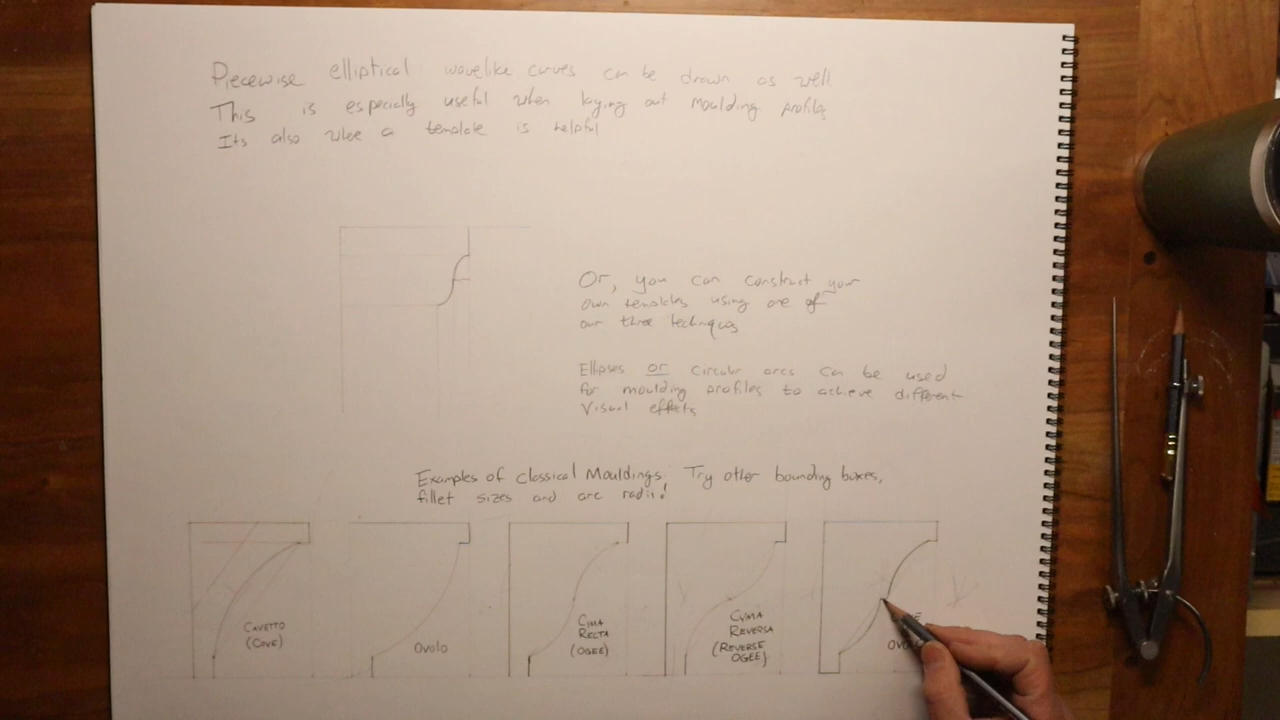 Piecewise elliptical wavelike curves can be drawn as well
This is especially useful when laying out moulding profiles
Its also where a template is helpful
Or, you can construct your
own templates using one of
our three techniques
Ellipses or circular arcs can be used
for moulding profiles to achieve different
visual effects
Examples of classical Mouldings. Try other bounding boxes,
fillet sizes and arc radii!
CAVETTO
(COVE)
OVOLO
CIMA
RECTA
(OGEE)
CYMA
REVERSA
(REVERSE
OGEE)